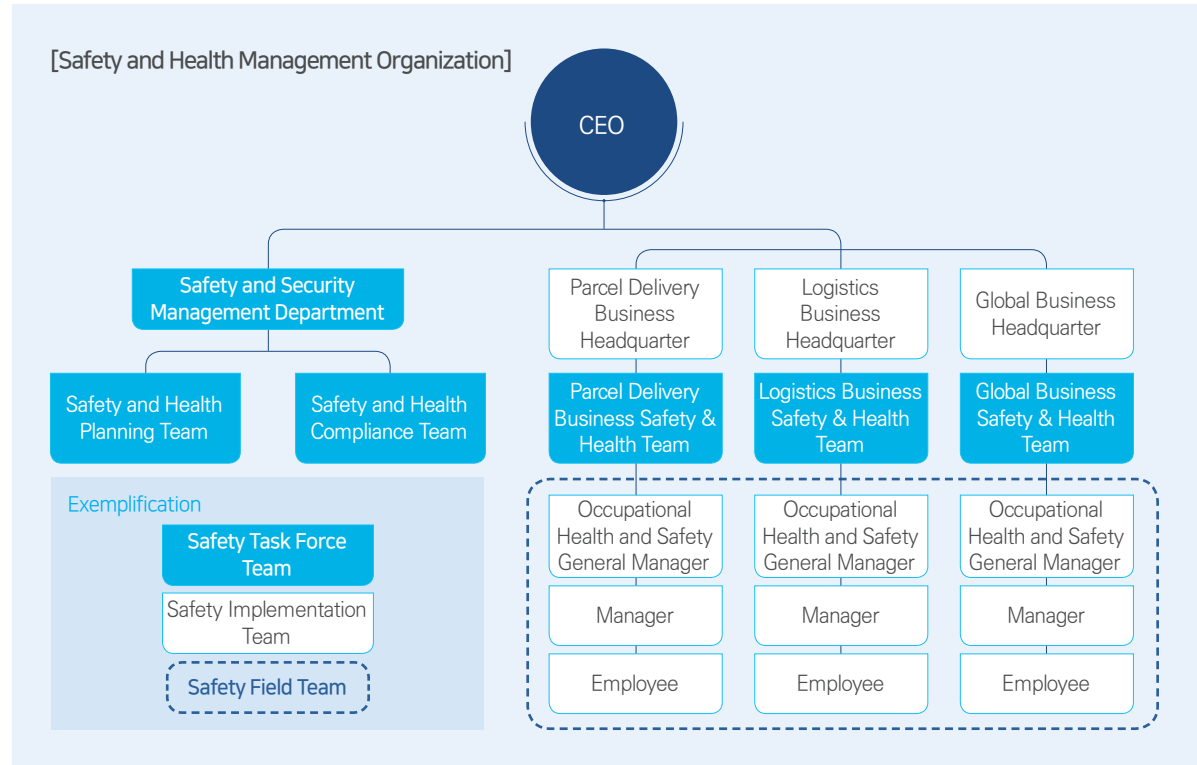 [Safety and Health Management Organization]
CEO
Safety and Security
Management Department
Safety and Health
Planning Team
Safety and Health
Compliance Team
Parcel Delivery
Business
Headquarter
Logistics
Business
Headquarter
Global Business
Headquarter
Parcel Delivery
Business Safety &
Health Team
Logistics Business
Safety & Health
Team
Global Business
Safety & Health
Team
Occupational
Health and Safety
General Manager
Occupational
Health and Safety
General Manager
Occupational
Health and Safety
General Manager
Manager
Manager
Manager
Employee
Employee
Employee
Exemplification
Safety Task Force
Team
Safety Implementation
Team
Safety Field Team